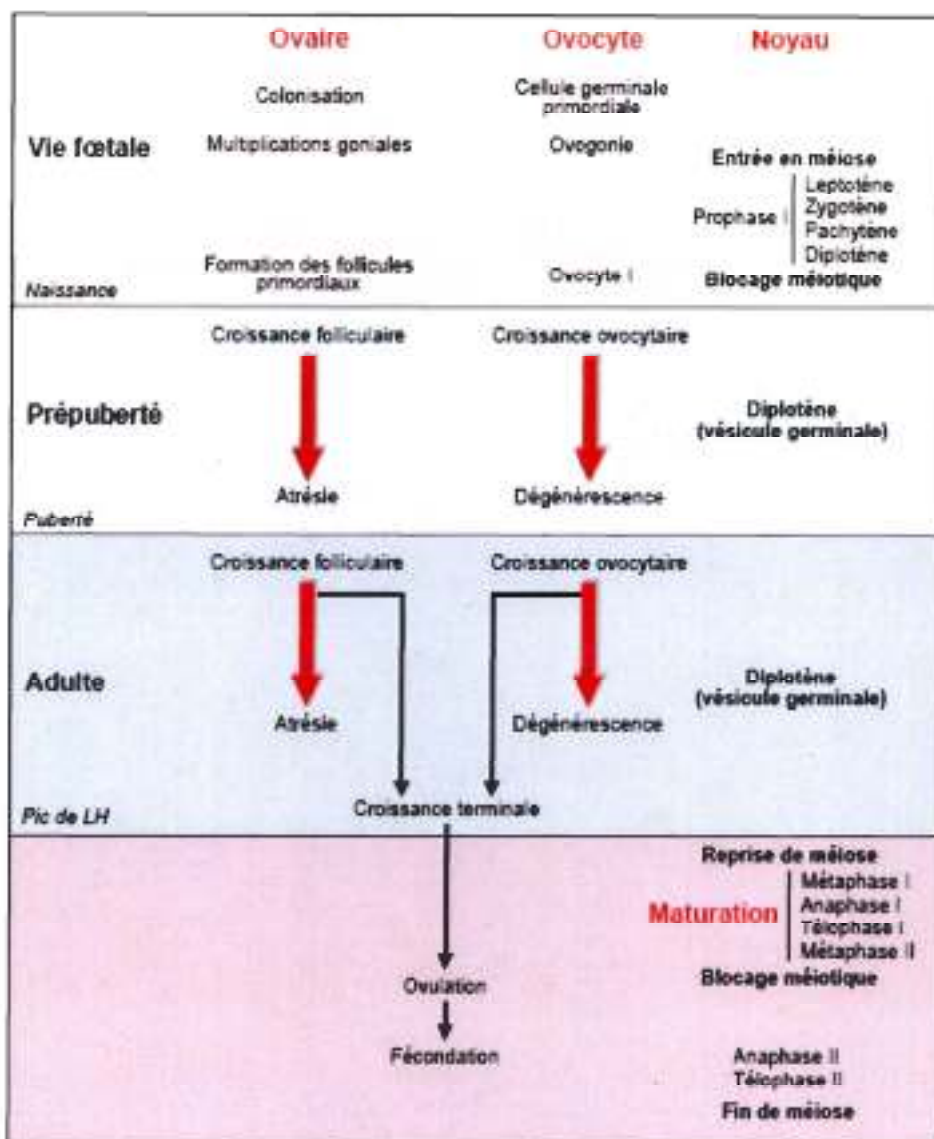 Ovaire Ovocyte Noyau
Colonisation
Cellule germinale
primordiale
Vie fœtale
Multiplications goniales
Ovogonie
Entrée en méiose
Prophase I
Leptotène
Zygotène
Pachytène
Diplotène
Formation des follicules
primordiaux
Ovocyte I
Blocage méiotique
Naissance
Croissance folliculaire
Croissance ovocytaire
Prépuberté
Diplotène
(vésicule germinale)
Atrésie
Dégénérescence
Puberté
Croissance folliculaire
Croissance ovocytaire
Adulte
Diplotène
(vésicule germinale)
Atrésie
Dégénérescence
Croissance terminale
Pic de LH
Reprise de méiose
Maturation
Métaphase I
Anaphase I
Télophase I
Métaphase II
Blocage méiotique
Ovulation
Fécondation
Anaphase II
Télophase II
Fin de méiose